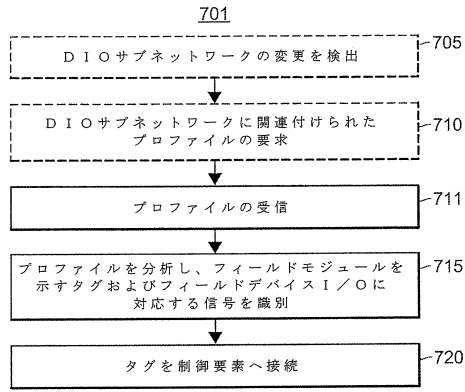 701
DIOサブネットワークの変更を検出
705
DIOサブネットワークに関連付けられた
プロファイルの要求
710
プロファイルの受信
711
プロファイルを分析し、フィールドモジュールを
示すタグおよびフィールドデバイスI/Oに
対応する信号を識別
715
タグを制御要素へ接続
720